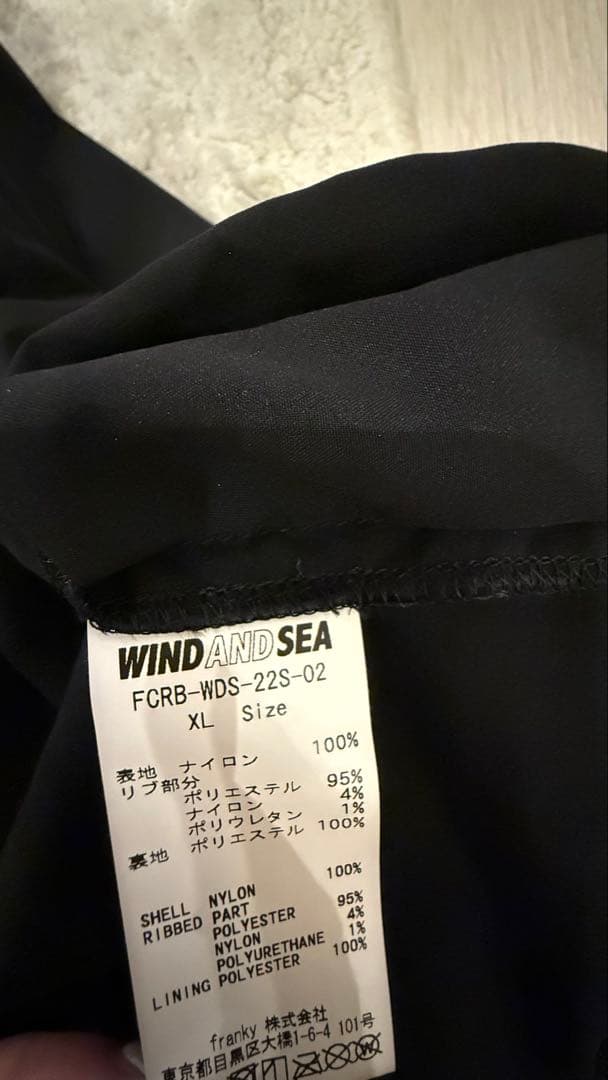 WIND AND SEA
FCRB-WDS-22S-02
XL Size
表地 ナイロン 100%
リブ部分
ポリエステル 95%
ナイロン 4%
ポリウレタン 1%
裏地 ポリエステル 100%
SHELL NYLON 100%
RIBBED PART
POLYESTER 95%
NYLON 4%
POLYURETHANE 1%
LINING POLYESTER 100%
franky 株式会社
東京都目黒区大橋1-6-4 101号